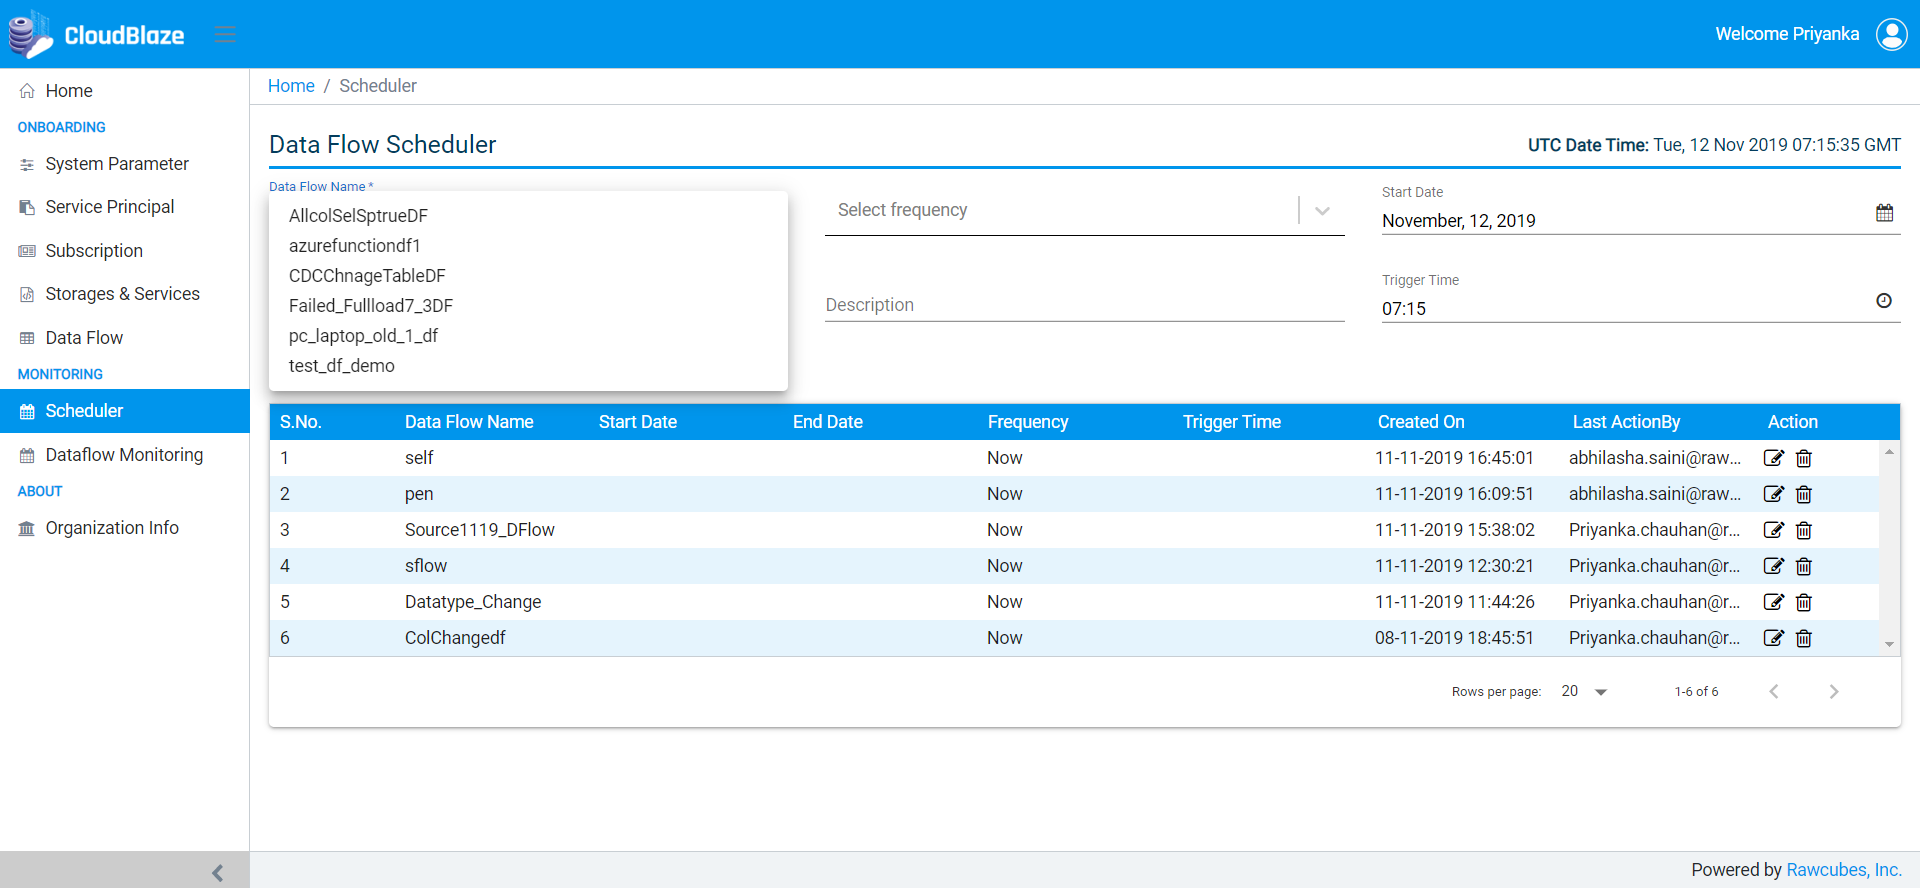 CloudBlaze
Welcome Priyanka
Home
ONBOARDING
System Parameter
Service Principal
Subscription
Storages & Services
Data Flow
MONITORING
Scheduler
Dataflow Monitoring
ABOUT
Organization Info
Home / Scheduler
Data Flow Scheduler
UTC Date Time: Tue, 12 Nov 2019 07:15:35 GMT
Data Flow Name *
AllcolSelSptrueDF
azurefunctiondf1
CDCChnageTableDF
Failed_Fullload7_3DF
pc_laptop_old_1_df
test_df_demo
Select frequency
Description
Start Date
November, 12, 2019
Trigger Time
07:15
S.No. Data Flow Name Start Date End Date Frequency Trigger Time Created On Last ActionBy Action
1 self Now 11-11-2019 16:45:01 abhilasha.saini@raw...
2 pen Now 11-11-2019 16:09:51 abhilasha.saini@raw...
3 Source1119_DFlow Now 11-11-2019 15:38:02 Priyanka.chauhan@r...
4 sflow Now 11-11-2019 12:30:21 Priyanka.chauhan@r...
5 Datatype_Change Now 11-11-2019 11:44:26 Priyanka.chauhan@r...
6 ColChangedf Now 08-11-2019 18:45:51 Priyanka.chauhan@r...
Rows per page: 20 1-6 of 6
Powered by Rawcubes, Inc.